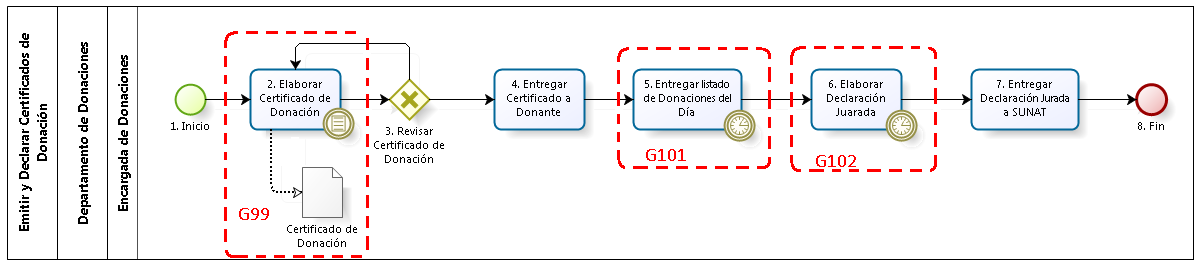 Emitir y Declarar Certificados de
Donación
Departamento de Donaciones
Encargada de Donaciones
1. Inicio
2. Elaborar
Certificado de
Donación
3. Revisar
Certificado de
Donación
Certificado de
Donación
G99
4. Entregar
Certificado a
Donante
5. Entregar listado
de Donaciones del
Día
G101
6. Elaborar
Declaración
Juarada
G102
7. Entregar
Declaración Jurada
a SUNAT
8. Fin